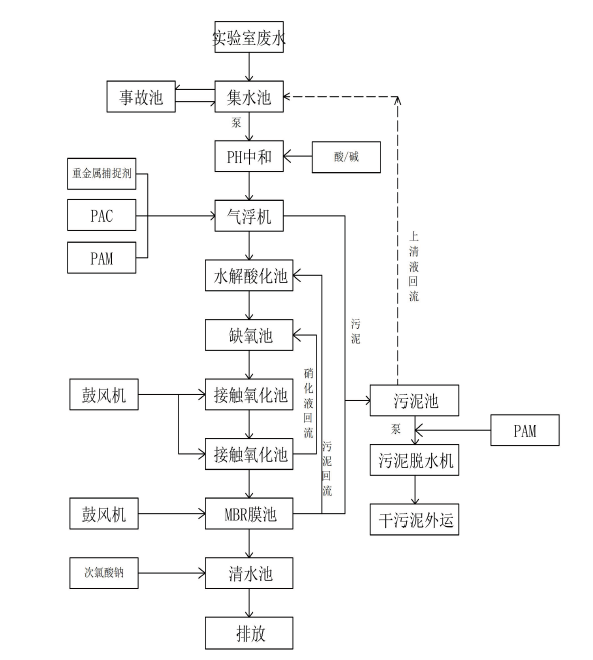 实验室废水
事故池
集水池
泵
PH中和
酸/碱
重金属捕捉剂
PAC
PAM
气浮机
上清液回流
水解酸化池
缺氧池
污泥
硝化液回流
鼓风机
接触氧化池
污泥池
泵
PAM
接触氧化池
污泥回流
污泥脱水机
鼓风机
MBR膜池
干污泥外运
次氯酸钠
清水池
排放